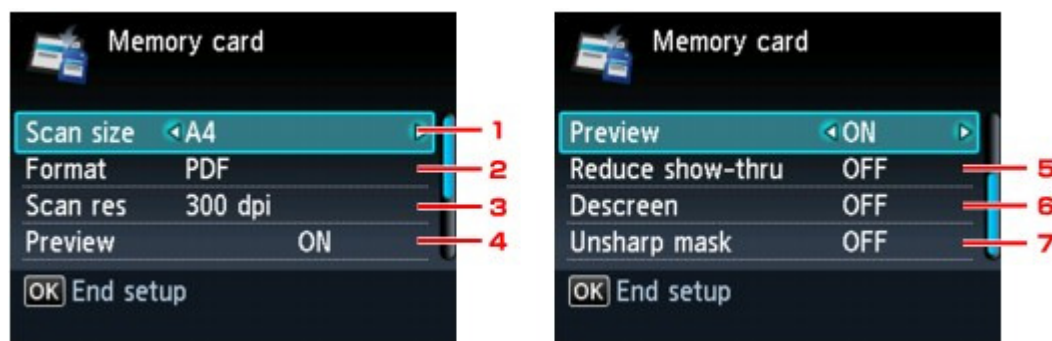 Memory card
Scan size A4 1
Format PDF 2
Scan res 300 dpi 3
Preview ON 4
OK End setup
Memory card
Preview ON
Reduce show-thru OFF 5
Descreen OFF 6
Unsharp mask OFF 7
OK End setup